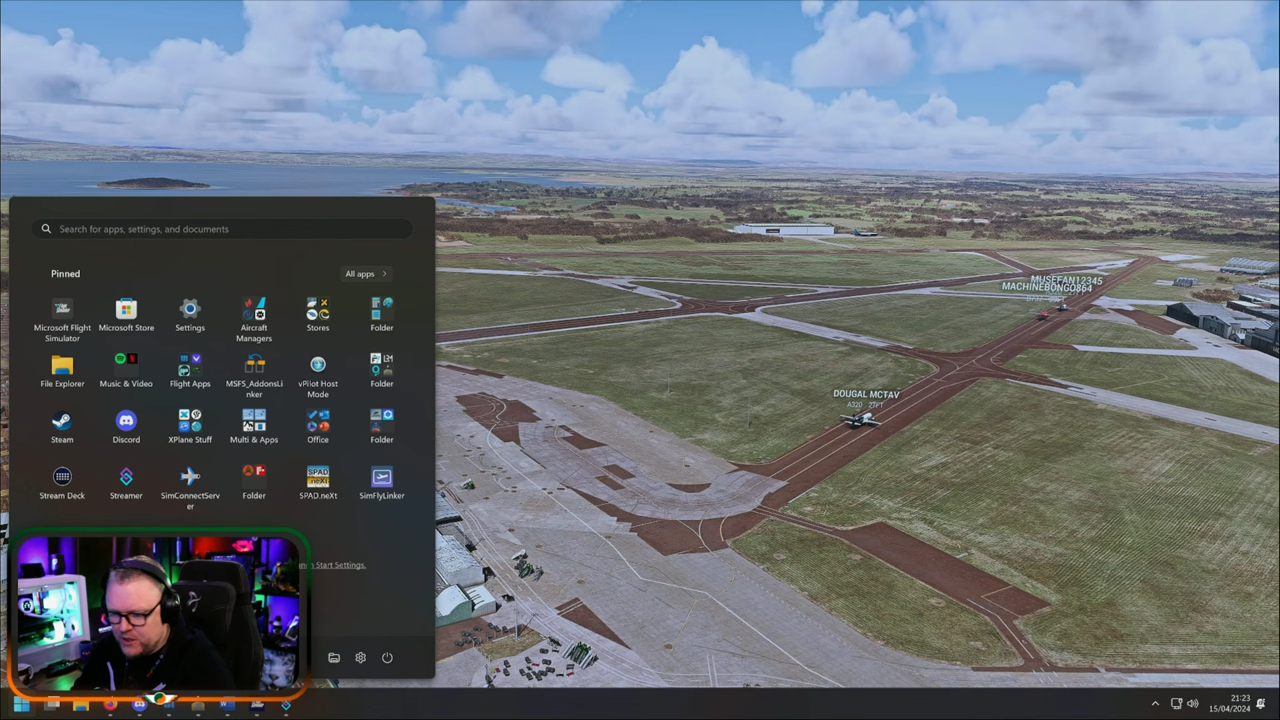 Search for apps, settings, and documents
Pinned
All apps
Microsoft Flight Simulator
Microsoft Store
Settings
Aircraft Managers
Stores
Folder
File Explorer
Music & Video
Flight Apps
MSFS_AddonsLinker
vPilot Host Mode
Folder
Steam
Discord
XPlane Stuff
Multi & Apps
Office
Folder
Stream Deck
Streamer
SimConnectServer
Folder
SPAD.neXt
SimFlyLinker
Start Settings.
MUSEFAN12345
MACHINEBONGO864
DOUGAL MCTAV
A320
21:23
15/04/2024